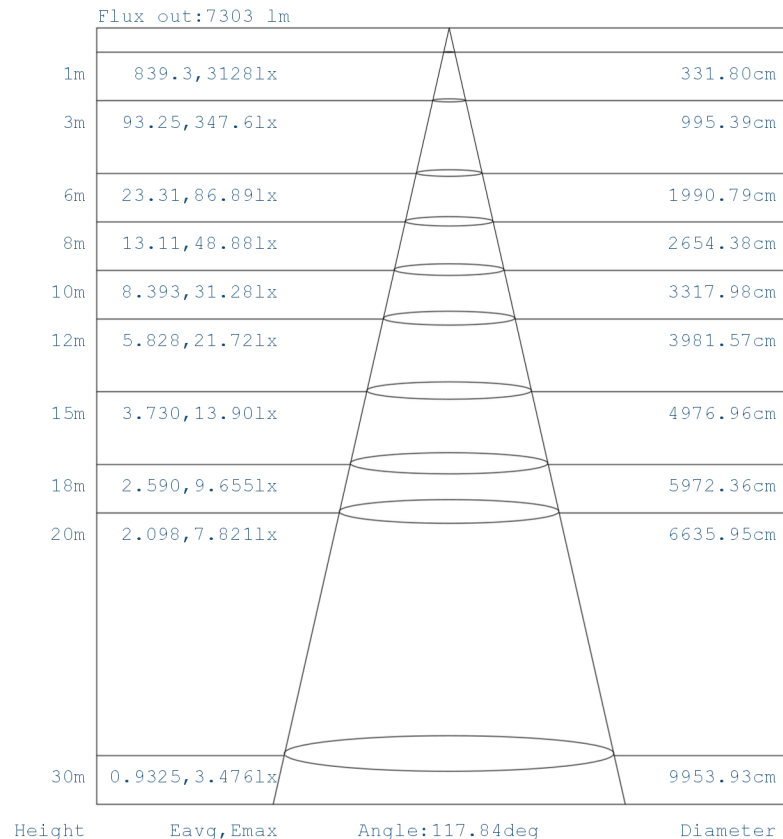 Flux out:7303 lm
1m 839.3,3128lx 331.80cm
3m 93.25,347.6lx 995.39cm
6m 23.31,86.89lx 1990.79cm
8m 13.11,48.88lx 2654.38cm
10m 8.393,31.28lx 3317.98cm
12m 5.828,21.72lx 3981.57cm
15m 3.730,13.90lx 4976.96cm
18m 2.590,9.655lx 5972.36cm
20m 2.098,7.821lx 6635.95cm
30m 0.9325,3.476lx 9953.93cm
Height Eavg,Emax Angle:117.84deg Diameter